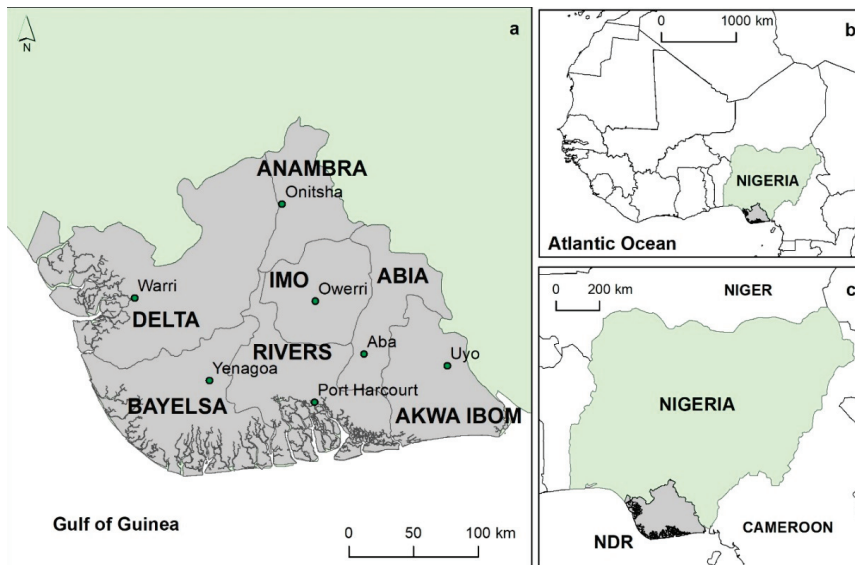 a
N
ANAMBRA
Onitsha
IMO
Owerri
ABIA
Warri
DELTA
RIVERS
Aba
Uyo
Yenagoa
BAYELSA
Port Harcourt
AKWA IBOM
Gulf of Guinea
0 50 100 km
0 1000 km
b
NIGERIA
Atlantic Ocean
0 200 km
NIGER
c
NIGERIA
NDR
CAMEROON